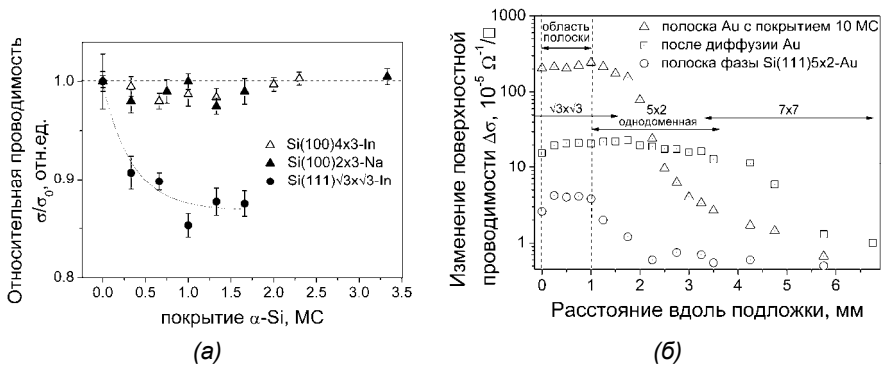 (а)
Относительная проводимость
σ/σ₀, отн.ед.
1.0
0.9
0.8
Si(100)4x3-In
Si(100)2x3-Na
Si(111)√3x√3-In
0.0 0.5 1.0 1.5 2.0 2.5 3.0 3.5
покрытие α-Si, МС
(б)
Изменение поверхностной
проводимости Δσ, 10⁻⁵ Ω⁻¹/□
1000
100
10
1
область
полоски
полоска Au с покрытием 10 МС
после диффузии Au
полоска фазы Si(111)5x2-Au
√3x√3
5x2
однодоменная
7x7
0 1 2 3 4 5 6
Расстояние вдоль подложки, мм